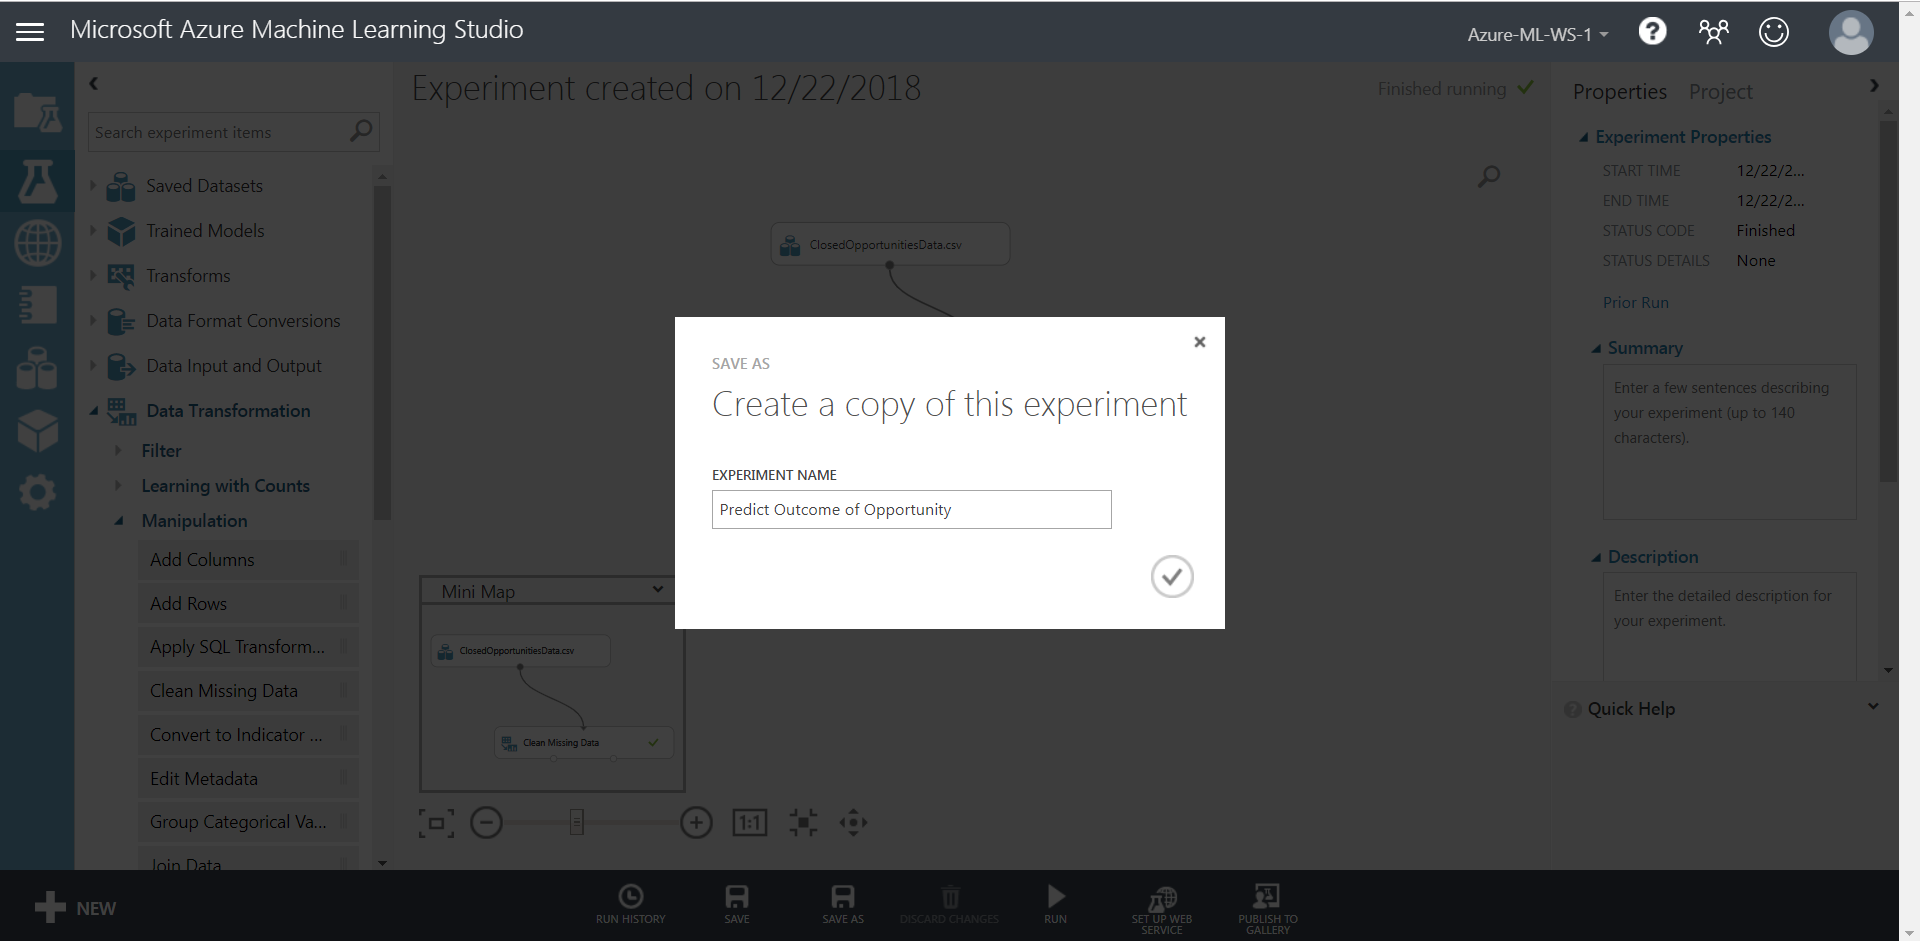 Microsoft Azure Machine Learning Studio
Azure-ML-WS-1
?
Search experiment items
Saved Datasets
Trained Models
Transforms
Data Format Conversions
Data Input and Output
Data Transformation
Filter
Learning with Counts
Manipulation
Add Columns
Add Rows
Apply SQL Transform...
Clean Missing Data
Convert to Indicator ...
Edit Metadata
Group Categorical Va...
Join Data
Experiment created on 12/22/2018
Finished running
ClosedOpportunitiesData.csv
SAVE AS
Create a copy of this experiment
EXPERIMENT NAME
Predict Outcome of Opportunity
Mini Map
ClosedOpportunitiesData.csv
Clean Missing Data
1:1
Properties Project
Experiment Properties
START TIME 12/22/2...
END TIME 12/22/2...
STATUS CODE Finished
STATUS DETAILS None
Prior Run
Summary
Enter a few sentences describing
your experiment (up to 140
characters).
Description
Enter the detailed description for
your experiment.
? Quick Help
NEW
RUN HISTORY
SAVE
SAVE AS
DISCARD CHANGES
RUN
SET UP WEB
SERVICE
PUBLISH TO
GALLERY